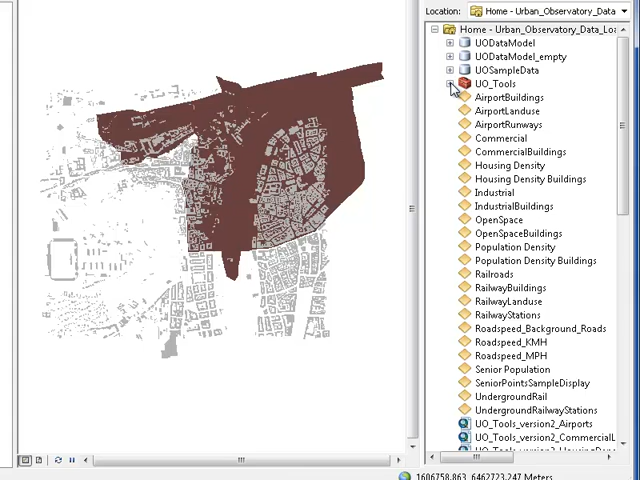 Location: Home - Urban_Observatory_Data
Home - Urban_Observatory_Data_Loa
UODataModel
UODataModel_empty
UOSampleData
UO_Tools
AirportBuildings
AirportLanduse
AirportRunways
Commercial
CommercialBuildings
Housing Density
Housing Density Buildings
Industrial
IndustrialBuildings
OpenSpace
OpenSpaceBuildings
Population Density
Population Density Buildings
Railroads
RailwayBuildings
RailwayLanduse
RailwayStations
Roadspeed_Background_Roads
Roadspeed_KMH
Roadspeed_MPH
Senior Population
SeniorPointsSampleDisplay
UndergroundRail
UndergroundRailwayStations
UO_Tools_version2_Airports
UO_Tools_version2_CommercialL
1606758.863 6462723.247 Meters